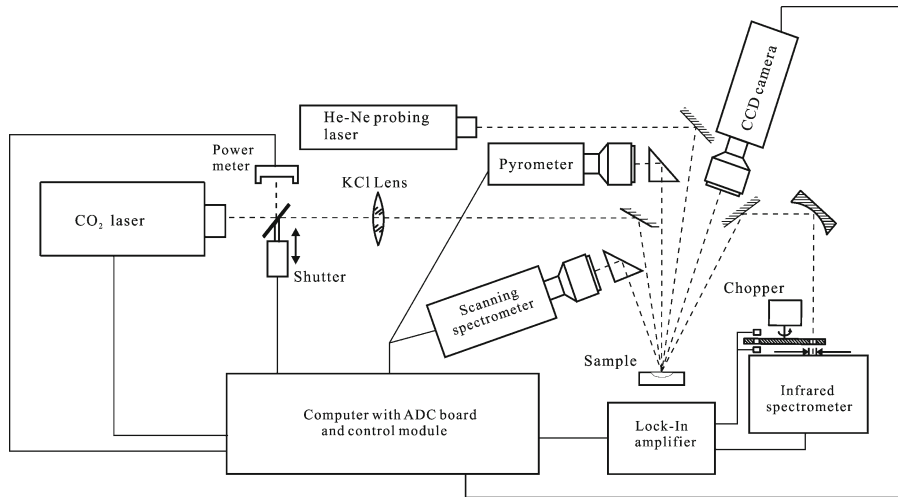 CCD camera
He-Ne probing
laser
Power
meter
Pyrometer
KCl Lens
CO₂ laser
Shutter
Scanning
spectrometer
Chopper
Sample
Computer with ADC board
and control module
Lock-In
amplifier
Infrared
spectrometer